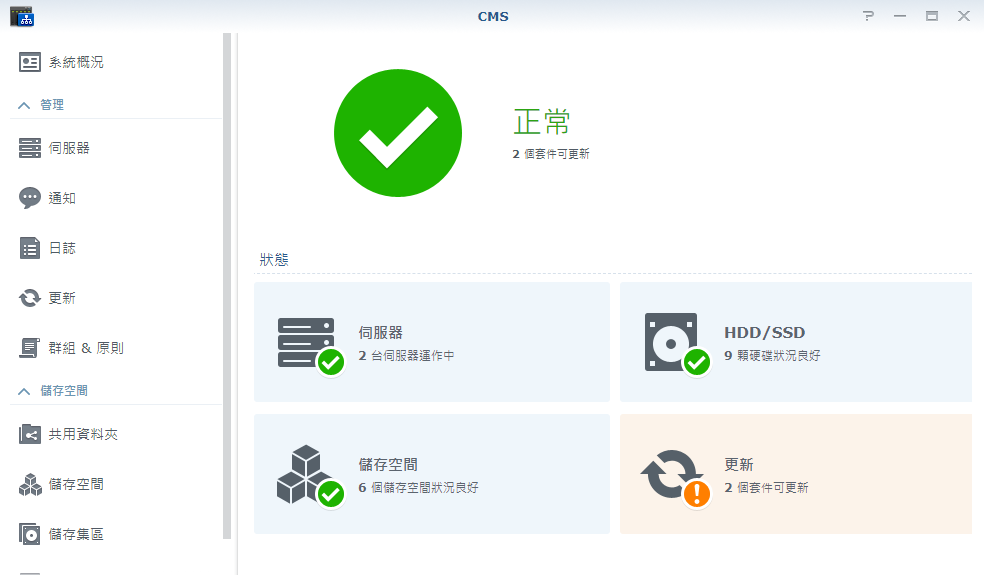 CMS
系統概況
管理
伺服器
通知
日誌
更新
群組 & 原則
儲存空間
共用資料夾
儲存空間
儲存集區
正常
2 個套件可更新
狀態
伺服器
2 台伺服器運作中
HDD/SSD
9 顆硬碟狀況良好
儲存空間
6 個儲存空間狀況良好
更新
2 個套件可更新